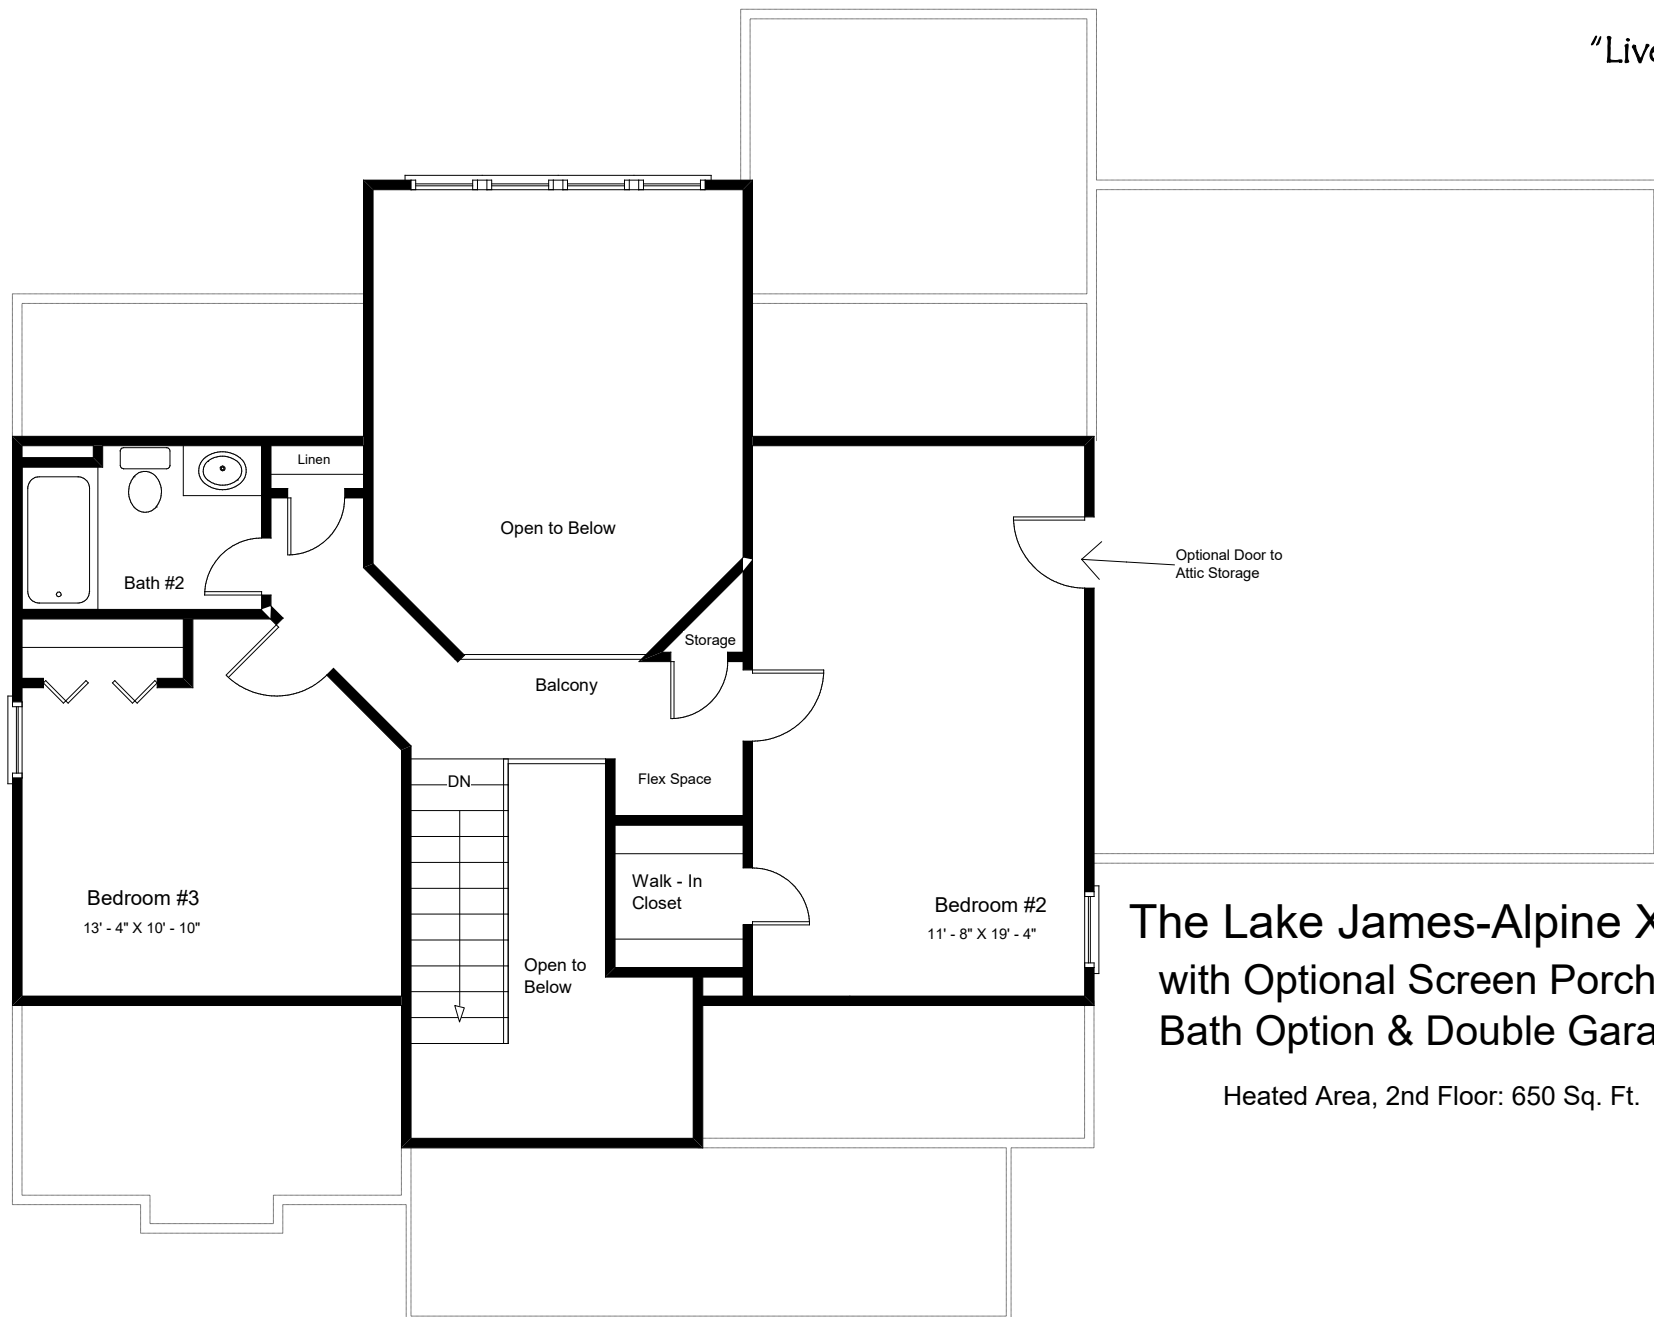 "Live
Linen
Open to Below
Optional Door to
Attic Storage
Bath #2
Storage
Balcony
DN
Flex Space
Walk - In
Closet
Bedroom #3
13' - 4" X 10' - 10"
Bedroom #2
11' - 8" X 19' - 4"
Open to
Below
The Lake James-Alpine X
with Optional Screen Porch
Bath Option & Double Gara
Heated Area, 2nd Floor: 650 Sq. Ft.